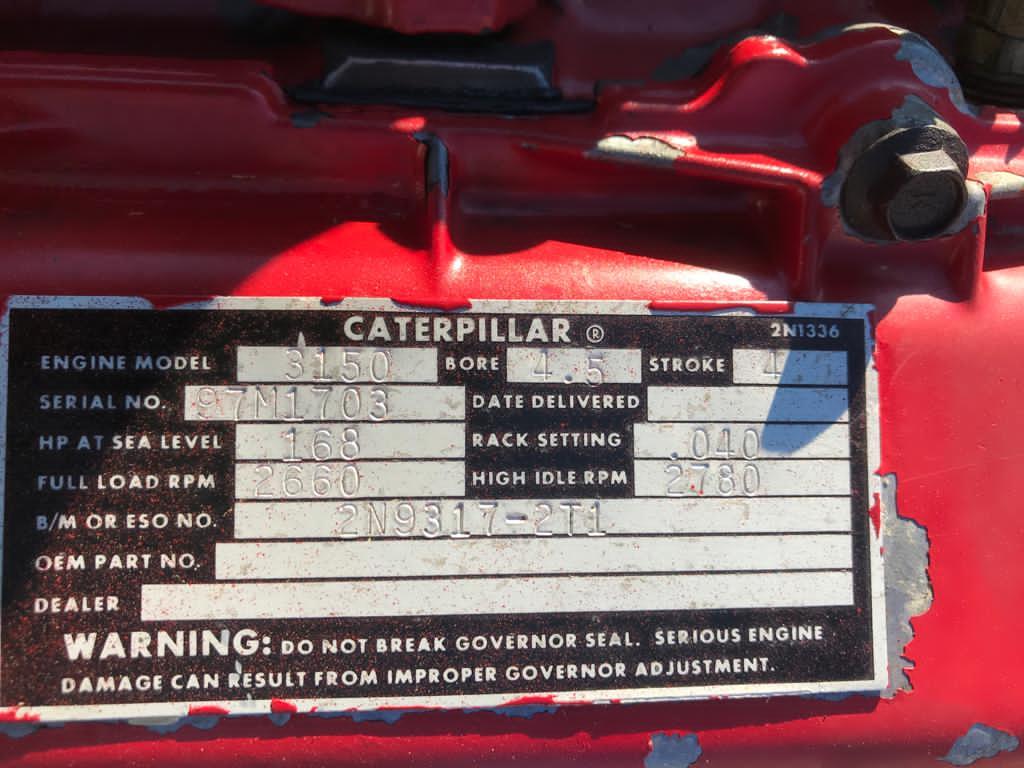 CATERPILLAR ® 2N1336
ENGINE MODEL 3150 BORE 4.5 STROKE 4
SERIAL NO. 97M1703 DATE DELIVERED
HP AT SEA LEVEL 168 RACK SETTING .040
FULL LOAD RPM 2660 HIGH IDLE RPM 2780
B/M OR ESO NO. 2N9317-2T1
OEM PART NO.
DEALER
WARNING: DO NOT BREAK GOVERNOR SEAL. SERIOUS ENGINE
DAMAGE CAN RESULT FROM IMPROPER GOVERNOR ADJUSTMENT.